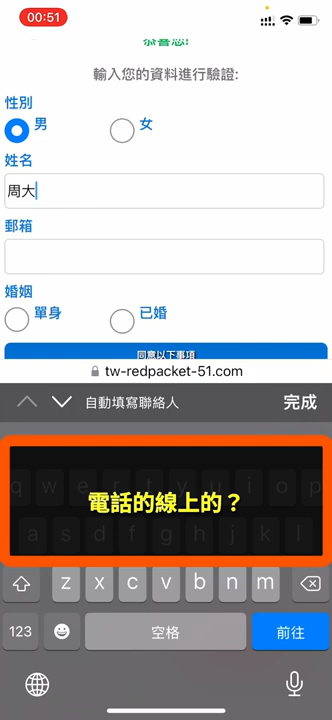 00:51
恭喜您!
輸入您的資料進行驗證:
性別
男
女
姓名
周大
郵箱
婚姻
單身
已婚
同意以下事項
tw-redpacket-51.com
自動填寫聯絡人
完成
q w e r t y u i o p
電話的線上的？
a s d f g h j k l
z x c v b n m
123
空格
前往